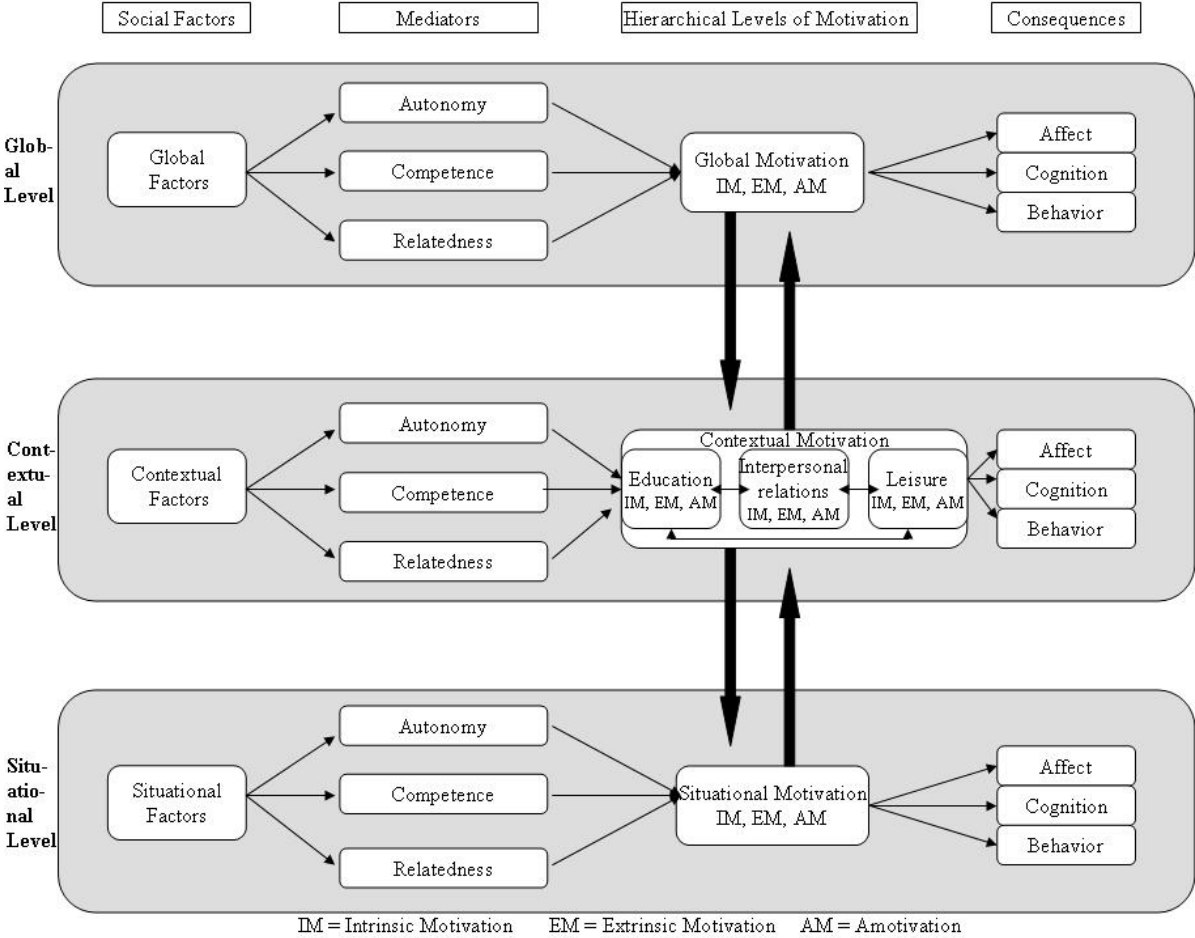 Social Factors
Mediators
Hierarchical Levels of Motivation
Consequences
Glob-
al
Level
Global
Factors
Autonomy
Competence
Relatedness
Global Motivation
IM, EM, AM
Affect
Cognition
Behavior
Cont-
extu-
al
Level
Contextual
Factors
Autonomy
Competence
Relatedness
Contextual Motivation
Education
IM, EM, AM
Interpersonal
relations
IM, EM, AM
Leisure
IM, EM, AM
Affect
Cognition
Behavior
Situ-
atio-
nal
Level
Situational
Factors
Autonomy
Competence
Relatedness
Situational Motivation
IM, EM, AM
Affect
Cognition
Behavior
IM = Intrinsic Motivation EM = Extrinsic Motivation AM = Amotivation